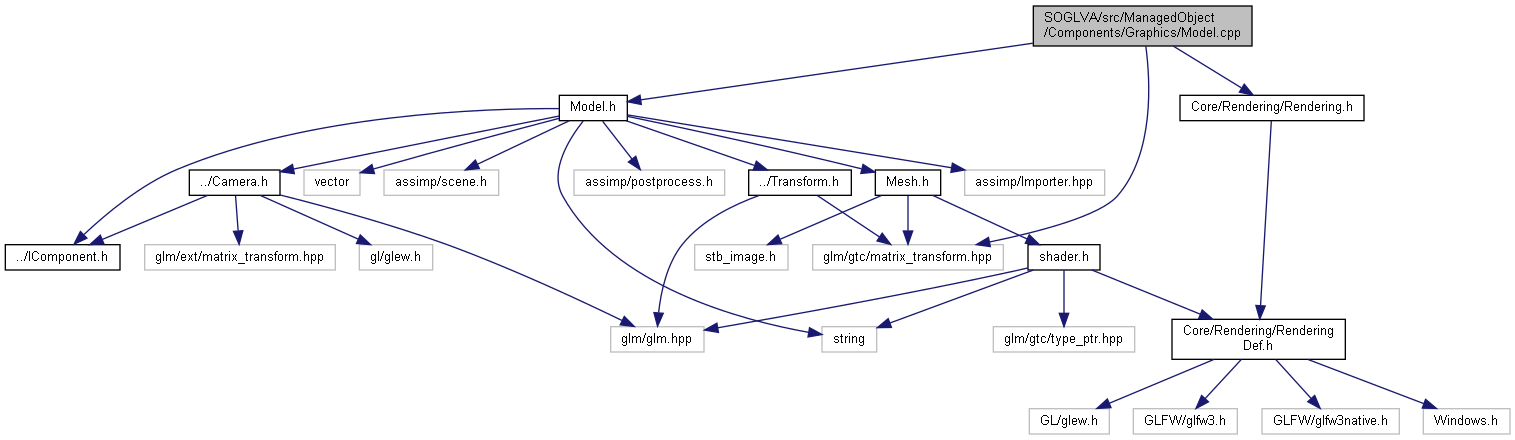 SOGLVA/src/ManagedObject
/Components/Graphics/Model.cpp
Model.h
Core/Rendering/Rendering.h
../Camera.h
vector
assimp/scene.h
assimp/postprocess.h
../Transform.h
Mesh.h
assimp/Importer.hpp
../IComponent.h
glm/ext/matrix_transform.hpp
gl/glew.h
stb_image.h
glm/gtc/matrix_transform.hpp
shader.h
glm/glm.hpp
string
glm/gtc/type_ptr.hpp
Core/Rendering/Rendering
Def.h
GL/glew.h
GLFW/glfw3.h
GLFW/glfw3native.h
Windows.h